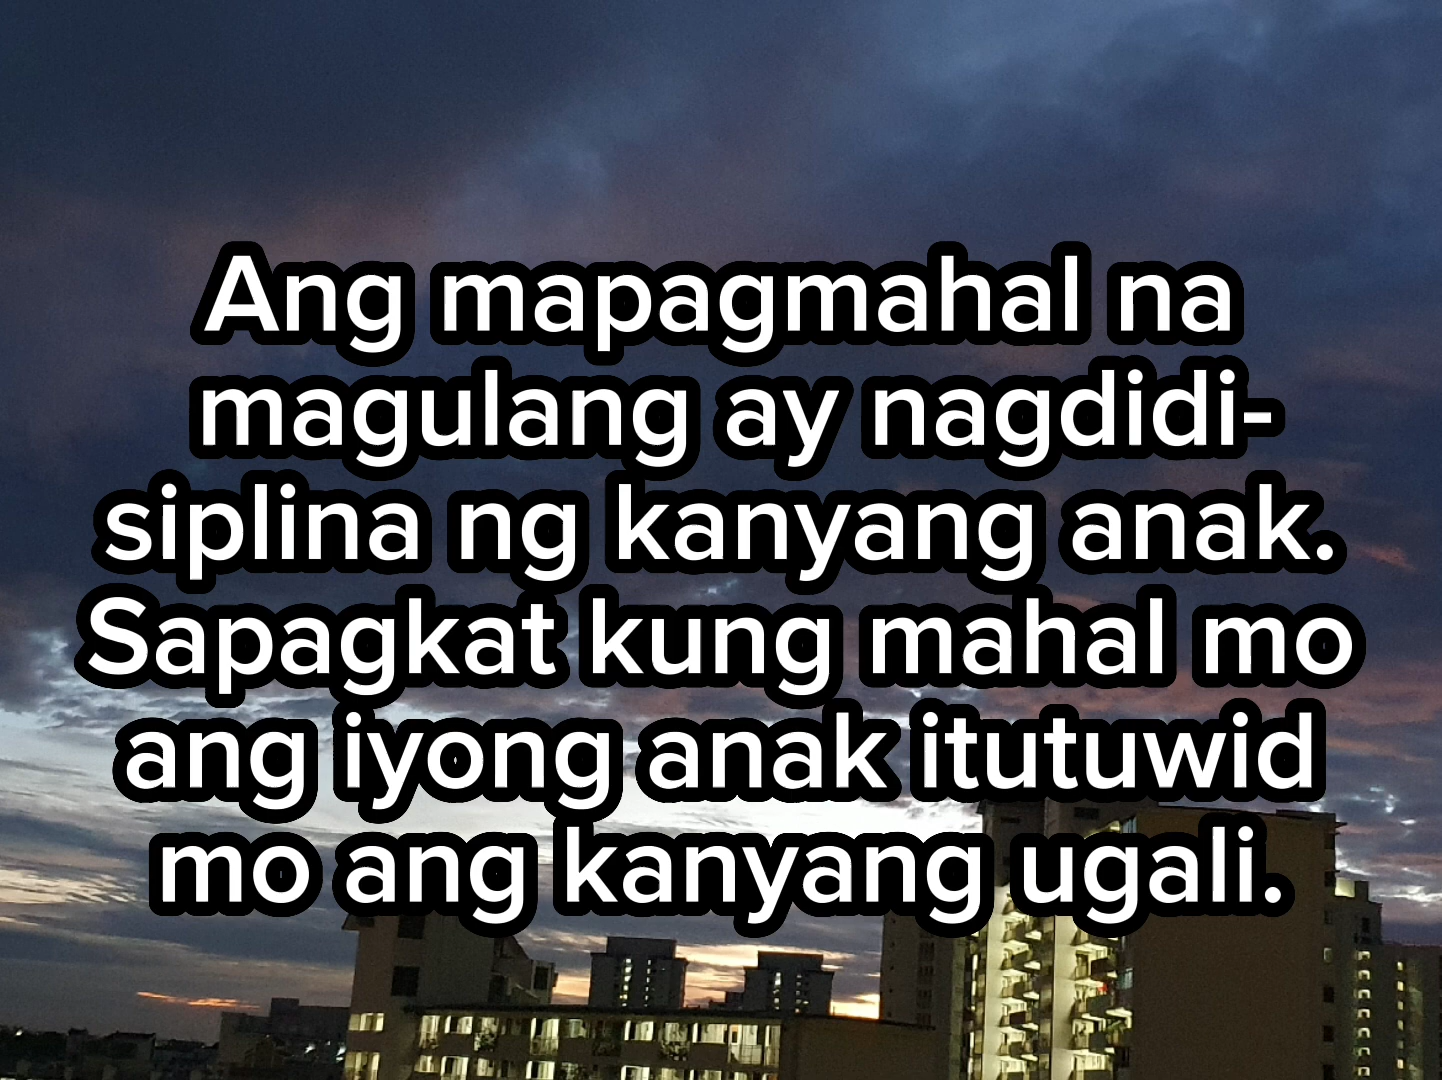 Ang mapagmahal na
magulang ay nagdidi-
siplina ng kanyang anak.
Sapagkat kung mahal mo
ang iyong anak itutuwid
mo ang kanyang ugali.